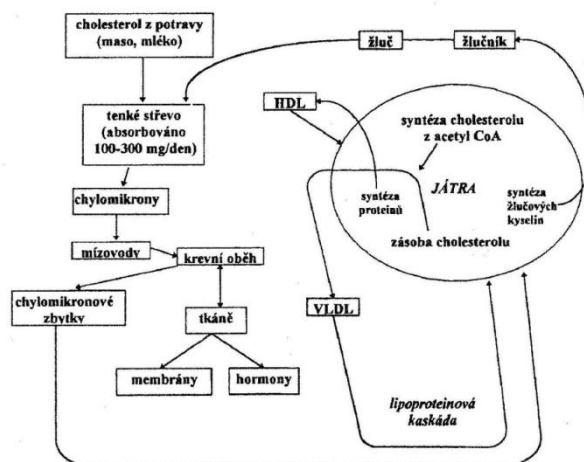 cholesterol z potravy
(maso, mléko)
žluč
žlučník
tenké střevo
(absorbováno
100-300 mg/den)
HDL
syntéza cholesterolu
z acetyl CoA
JÁTRA
syntéza
proteinů
syntéza
žlučových
kyselin
zásoba cholesterolu
chylomikrony
mízovody
krevní oběh
chylomikronové
zbytky
tkáně
VLDL
membrány
hormony
lipoproteinová
kaskáda